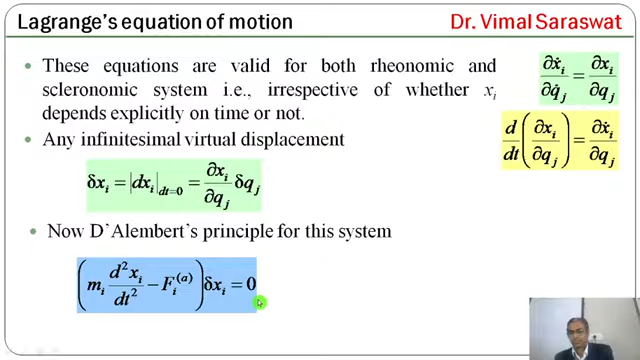 Lagrange's equation of motion
Dr. Vimal Saraswat
• These equations are valid for both rheonomic and
scleronomic system i.e., irrespective of whether xᵢ
depends explicitly on time or not.
∂ẋᵢ/∂q̇ⱼ = ∂xᵢ/∂qⱼ
d/dt (∂xᵢ/∂qⱼ) = ∂ẋᵢ/∂qⱼ
• Any infinitesimal virtual displacement
δxᵢ = |dxᵢ|_{dt=0} = ∂xᵢ/∂qⱼ δqⱼ
• Now D`Alembert's principle for this system
(mᵢ d²xᵢ/dt² − Fᵢ⁽ᵃ⁾) δxᵢ = 0